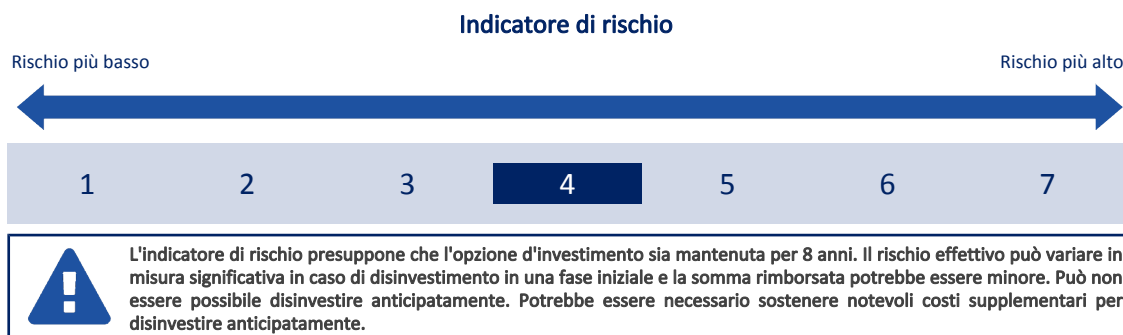 Indicatore di rischio
Rischio più basso
Rischio più alto
1 2 3 4 5 6 7
L'indicatore di rischio presuppone che l'opzione d'investimento sia mantenuta per 8 anni. Il rischio effettivo può variare in
misura significativa in caso di disinvestimento in una fase iniziale e la somma rimborsata potrebbe essere minore. Può non
essere possibile disinvestire anticipatamente. Potrebbe essere necessario sostenere notevoli costi supplementari per
disinvestire anticipatamente.